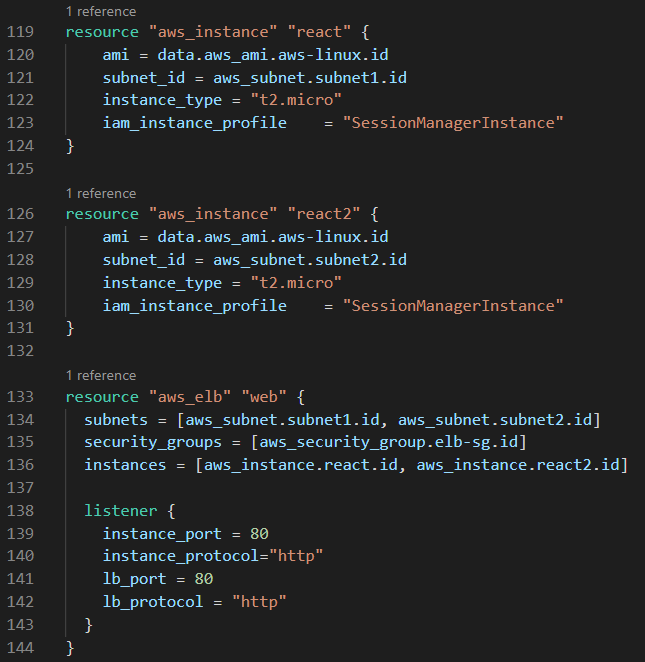 1 reference
119 resource "aws_instance" "react" {
120     ami = data.aws_ami.aws-linux.id
121     subnet_id = aws_subnet.subnet1.id
122     instance_type = "t2.micro"
123     iam_instance_profile    = "SessionManagerInstance"
124 }
125
1 reference
126 resource "aws_instance" "react2" {
127     ami = data.aws_ami.aws-linux.id
128     subnet_id = aws_subnet.subnet2.id
129     instance_type = "t2.micro"
130     iam_instance_profile    = "SessionManagerInstance"
131 }
132
1 reference
133 resource "aws_elb" "web" {
134   subnets = [aws_subnet.subnet1.id, aws_subnet.subnet2.id]
135   security_groups = [aws_security_group.elb-sg.id]
136   instances = [aws_instance.react.id, aws_instance.react2.id]
137
138   listener {
139     instance_port = 80
140     instance_protocol="http"
141     lb_port = 80
142     lb_protocol = "http"
143   }
144 }